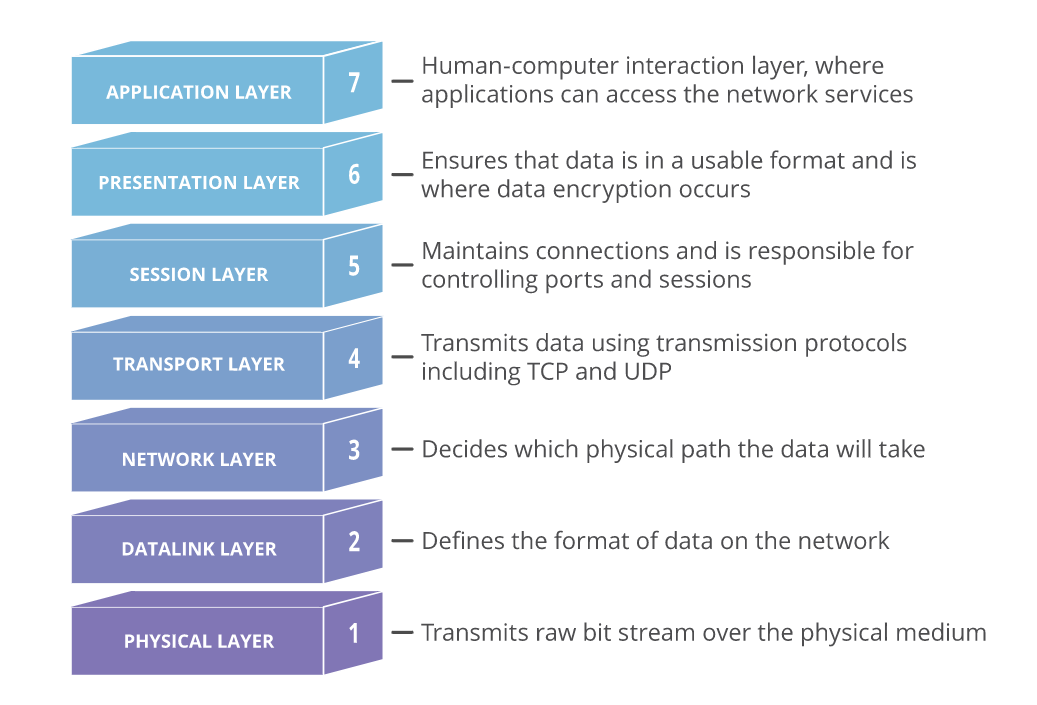 APPLICATION LAYER
7
Human-computer interaction layer, where
applications can access the network services
PRESENTATION LAYER
6
Ensures that data is in a usable format and is
where data encryption occurs
SESSION LAYER
5
Maintains connections and is responsible for
controlling ports and sessions
TRANSPORT LAYER
4
Transmits data using transmission protocols
including TCP and UDP
NETWORK LAYER
3
Decides which physical path the data will take
DATALINK LAYER
2
Defines the format of data on the network
PHYSICAL LAYER
1
Transmits raw bit stream over the physical medium